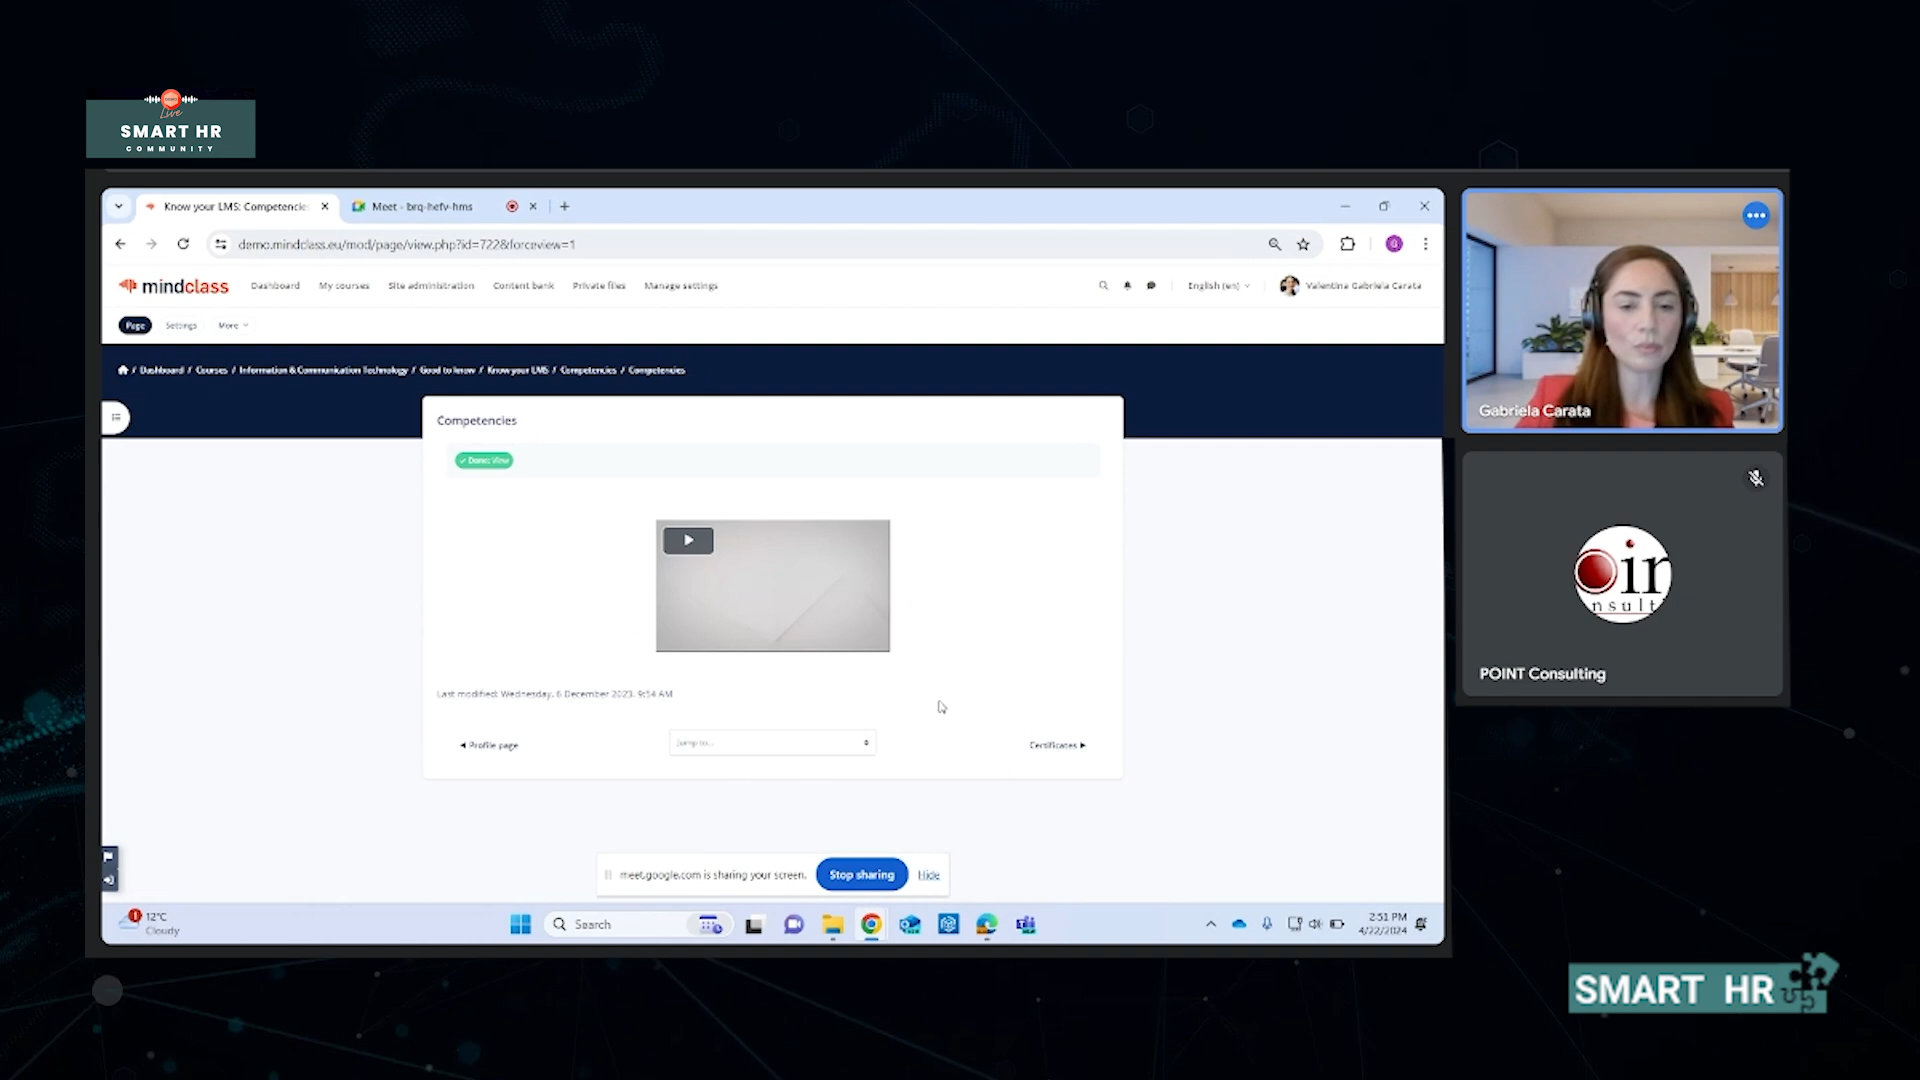 Live
SMART HR
COMMUNITY
Know your LMS: Competencie
Meet - brq-hefv-hms
demo.mindclass.eu/mod/page/view.php?id=722&forceview=1
mindclass
Dashboard
My courses
Site administration
Content bank
Private files
Manage settings
English (en)
Valentina Gabriela Carata
Page
Settings
More
/ Dashboard / Courses / Information & Communication Technology / Good to know / Know your LMS / Competencies / Competencies
Competencies
Done: View
Last modified: Wednesday, 6 December 2023, 9:54 AM
◄ Profile page
Jump to...
Certificates ►
meet.google.com is sharing your screen.
Stop sharing
Hide
Gabriela Carata
oin
nsult
POINT Consulting
1
12°C
Cloudy
Search
2:51 PM
4/22/2024
SMART HR